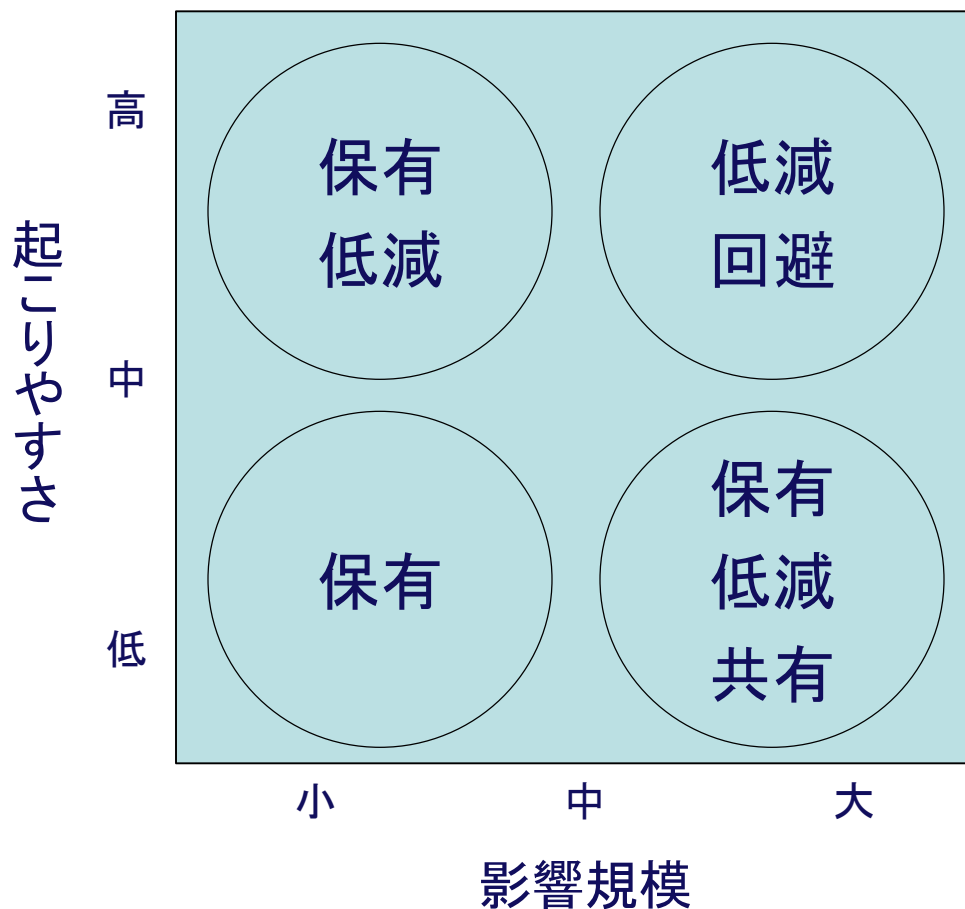 起こりやすさ
高
保有
低減
低減
回避
中
低
保有
保有
低減
共有
小
中
大
影響規模